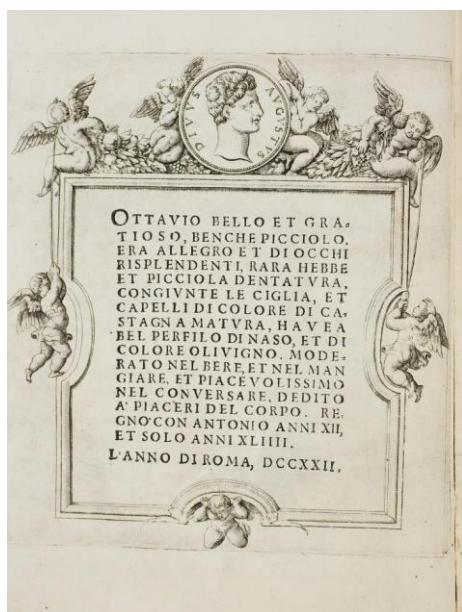 DIVVS AVGVSTVS
OTTAVIO BELLO ET GRA-
TIOSO, BENCHE PICCIOLO.
ERA ALLEGRO ET DI OCCHI
RISPLENDENTI, RARA HEBBE
ET PICCIOLA DENTATVRA,
CONGIVNTE LE CIGLIA, ET
CAPELLI DI COLORE DI CA-
STAGNA MATVRA, HAVEA
BEL PERFILO DI NASO, ET DI
COLORE OLIVIGNO. MODE-
RATO NEL BERE, ET NEL MAN
GIARE, ET PIACEVOLISSIMO
NEL CONVERSARE, DEDITO
A' PIACERI DEL CORPO. RE-
GNO' CON ANTONIO ANNI XII,
ET SOLO ANNI XLIIII.
L'ANNO DI ROMA, DCCXXII.